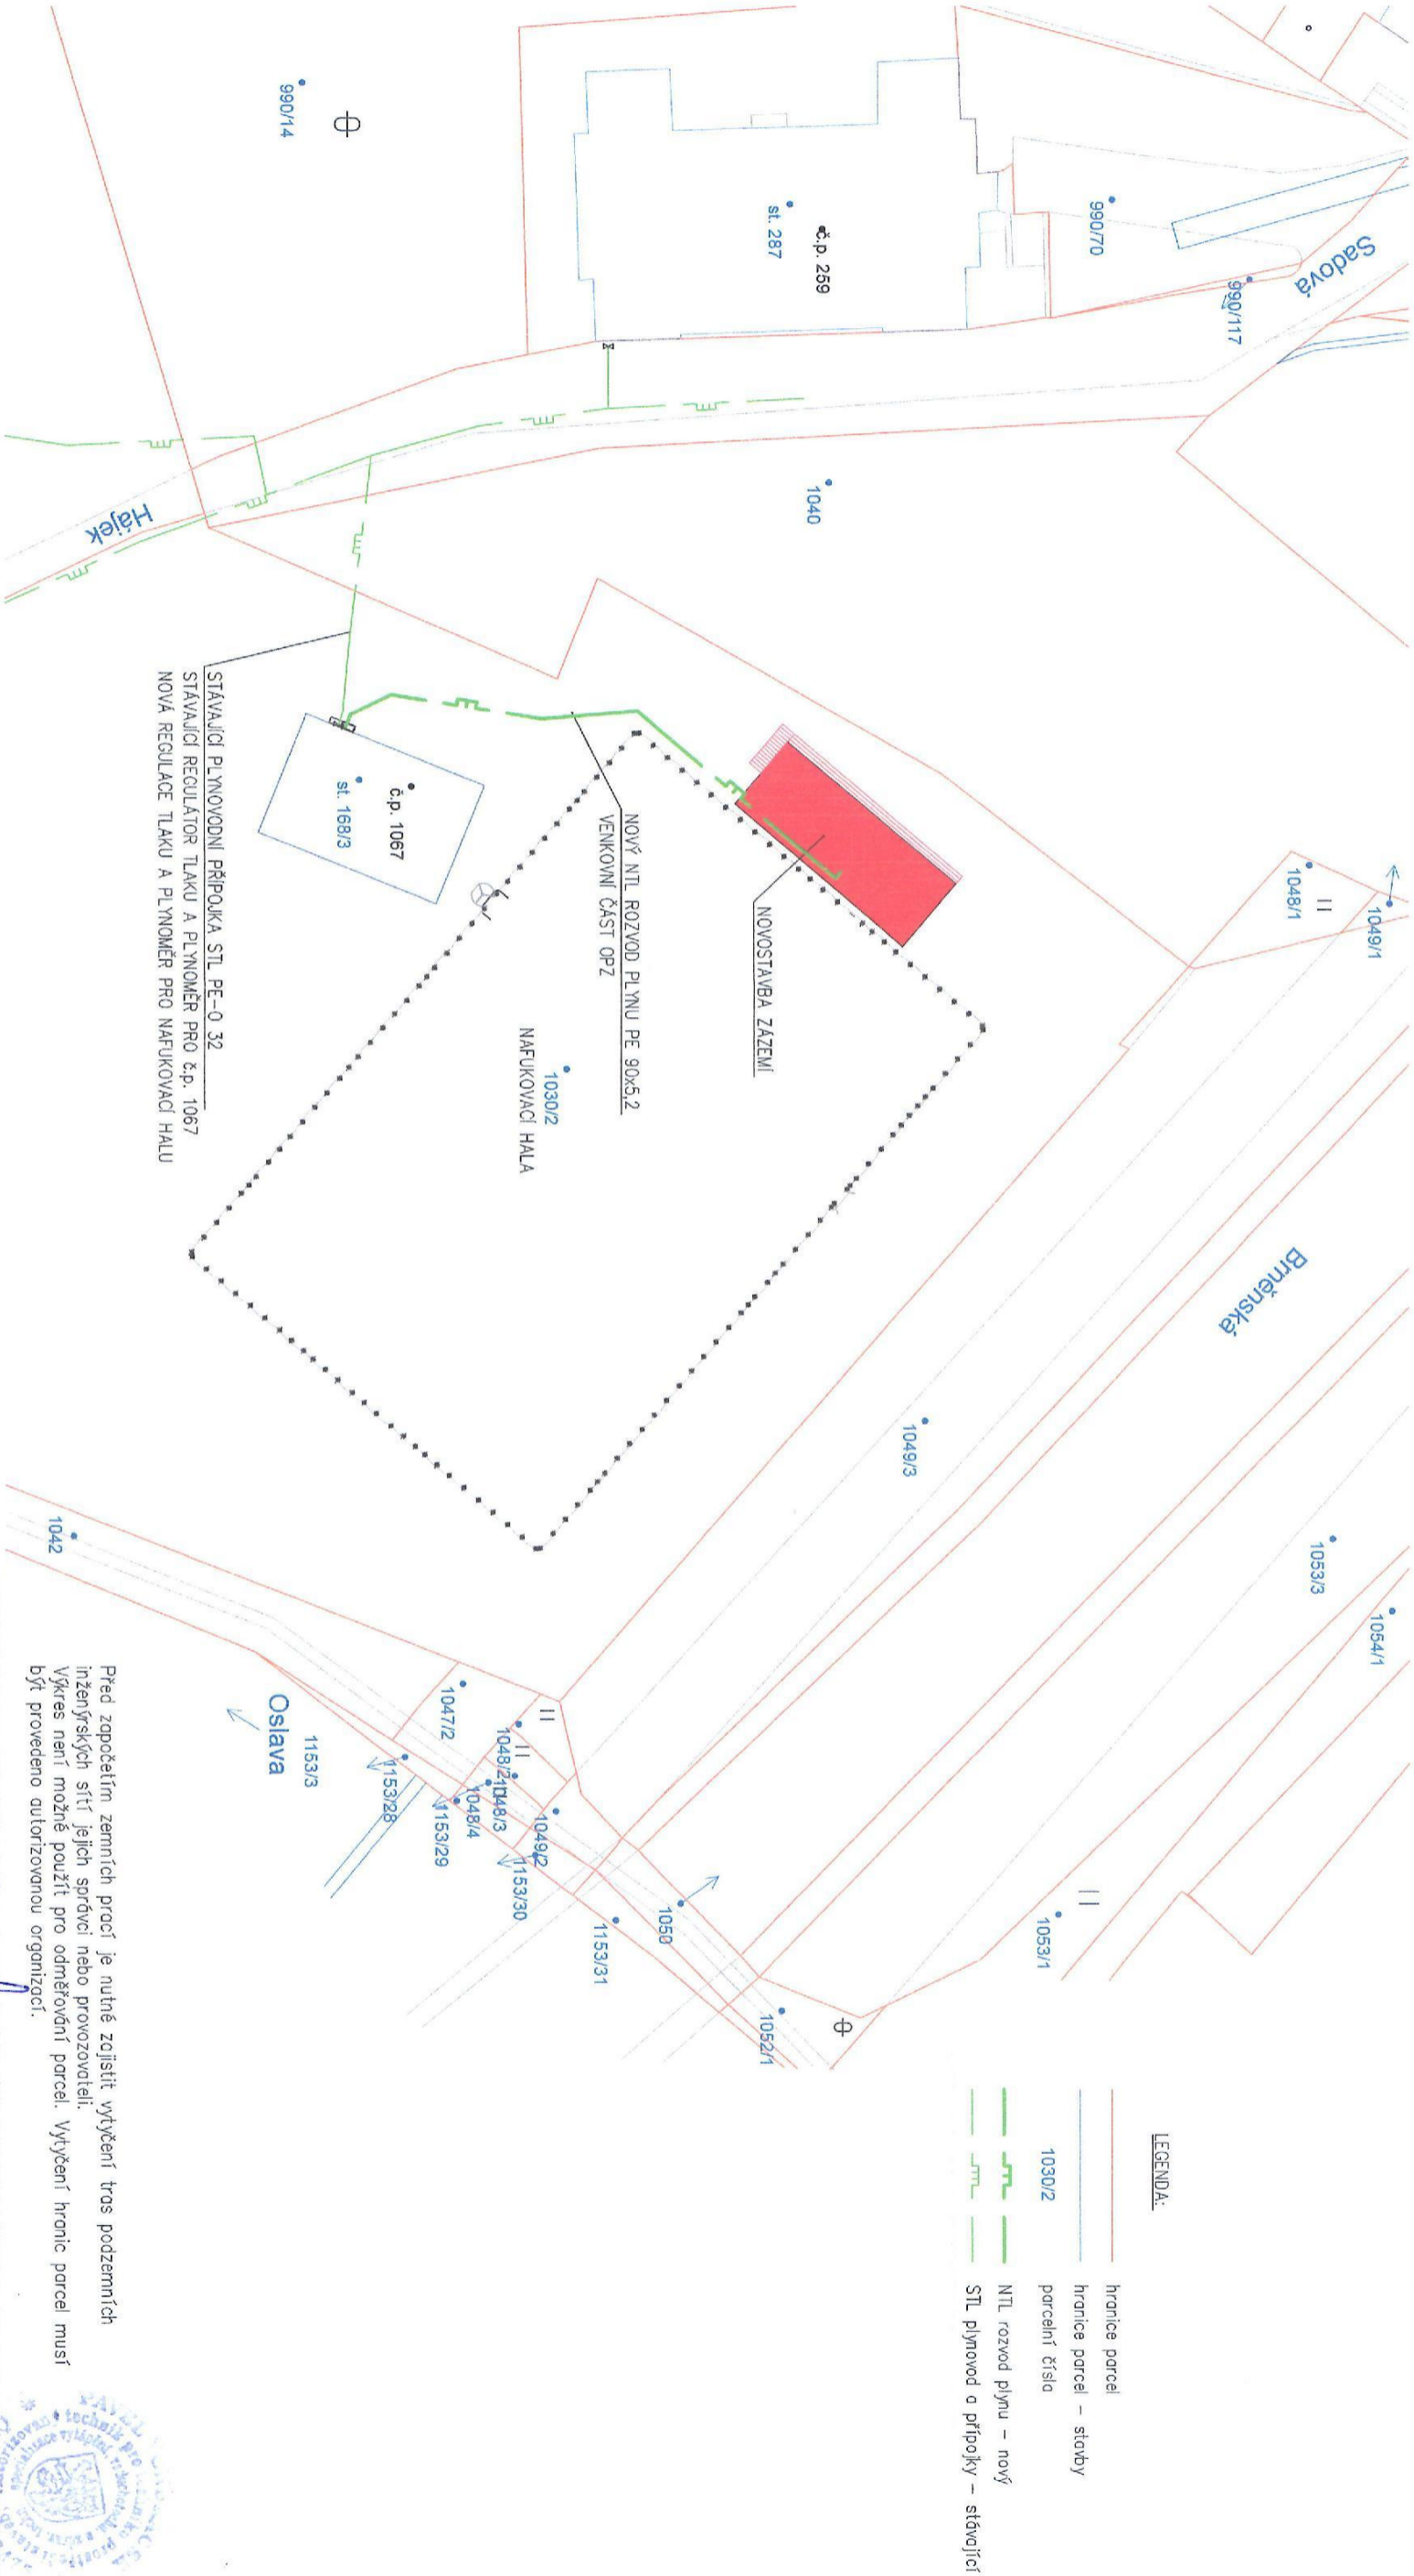 Sadová
990/117
990/70
č.p. 259
st. 287
990/14
1040
Hájek
1049/1
1048/1
Brněnská
NOVOSTAVBA ZÁZEMÍ
NOVÝ NTL ROZVOD PLYNU PE 90x5,2
VENKOVNÍ ČÁST OPZ
1030/2
NAFUKOVACÍ HALA
č.p. 1067
st. 168/3
STÁVAJÍCÍ PLYNOVODNÍ PŘÍPOJKA STL PE-O 32
STÁVAJÍCÍ REGULÁTOR TLAKU A PLYNOMĚR PRO č.p. 1067
NOVÁ REGULACE TLAKU A PLYNOMĚR PRO NAFUKOVACÍ HALU
1049/3
1053/3
1054/1
1042
1047/2
1048/2
1048/3
1048/4
1049/2
1153/28
1153/29
1153/30
1153/31
1153/3
Oslava
1050
1052/1
1053/1
LEGENDA:
hranice parcel
hranice parcel - stavby
1030/2 parcelní čísla
NTL rozvod plynu - nový
STL plynovod a přípojky - stávající
Před započetím zemních prací je nutné zajistit vytyčení tras podzemních
inženýrských sítí jejich správci nebo provozovateli.
Výkres není možné použít pro odměřování parcel. Vytyčení hranic parcel musí
být provedeno autorizovanou organizací.
PAVEL
technik pro
specializace vytápění